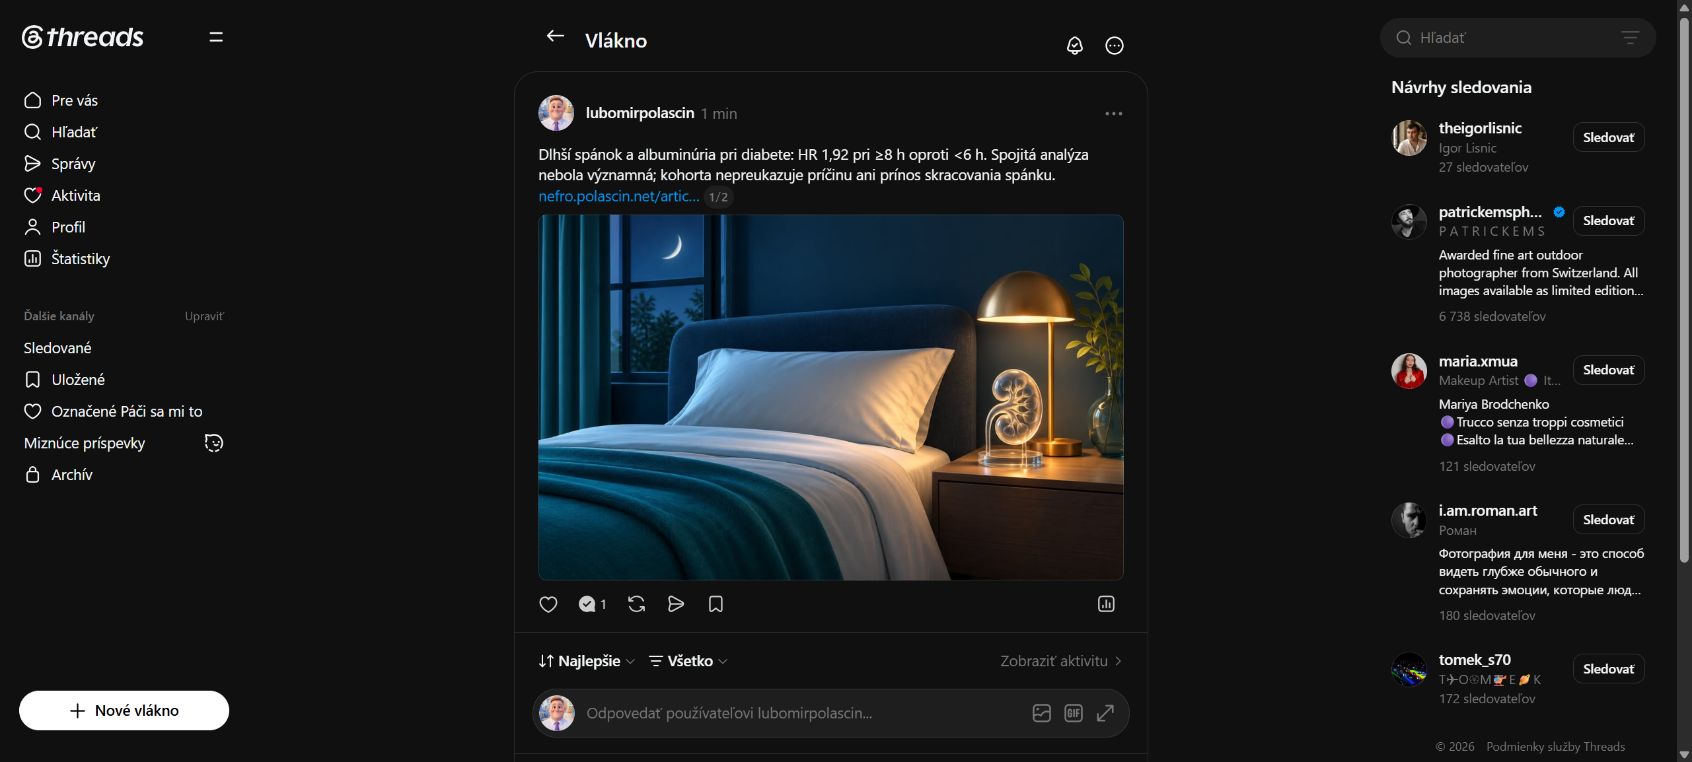 threads
Pre vás
Hľadať
Správy
Aktivita
Profil
Štatistiky
Ďalšie kanály
Upraviť
Sledované
Uložené
Označené Páči sa mi to
Miznúce príspevky
Archív
Nové vlákno
Vlákno
lubomirpolascin 1 min
Dlhší spánok a albuminúria pri diabete: HR 1,92 pri ≥8 h oproti <6 h. Spojitá analýza
nebola významná; kohorta nepreukazuje príčinu ani prínos skracovania spánku.
nefro.polascin.net/artic... 1/2
1
Najlepšie Všetko Zobraziť aktivitu
Odpovedať používateľovi lubomirpolascin...
GIF
Hľadať
Návrhy sledovania
theigorlisnic
Igor Lisnic
27 sledovateľov
Sledovať
patrickemsph...
P A T R I C K E M S
Sledovať
Awarded fine art outdoor
photographer from Switzerland. All
images available as limited edition...
6 738 sledovateľov
maria.xmua
Makeup Artist 🟣 It...
Sledovať
Mariya Brodchenko
🟣Trucco senza troppi cosmetici
🟣Esalto la tua bellezza naturale...
121 sledovateľov
i.am.roman.art
Роман
Sledovať
Фотография для меня - это способ
видеть глубже обычного и
сохранять эмоции, которые люд...
180 sledovateľov
tomek_s70
Sledovať
172 sledovateľov
© 2026 Podmienky služby Threads